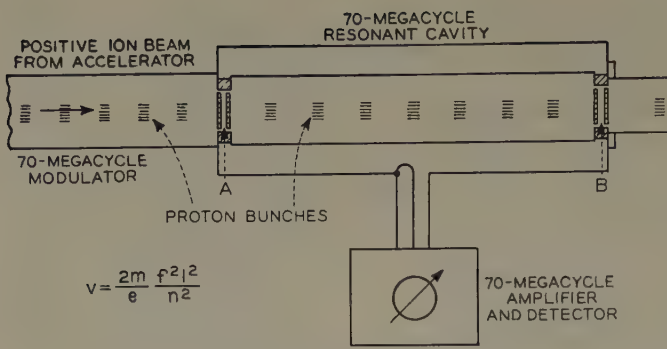 70-MEGACYCLE
RESONANT CAVITY
POSITIVE ION BEAM
FROM ACCELERATOR
A
B
70-MEGACYCLE
MODULATOR
PROTON BUNCHES
v = 2m/e f²l²/n²
70-MEGACYCLE
AMPLIFIER
AND DETECTOR